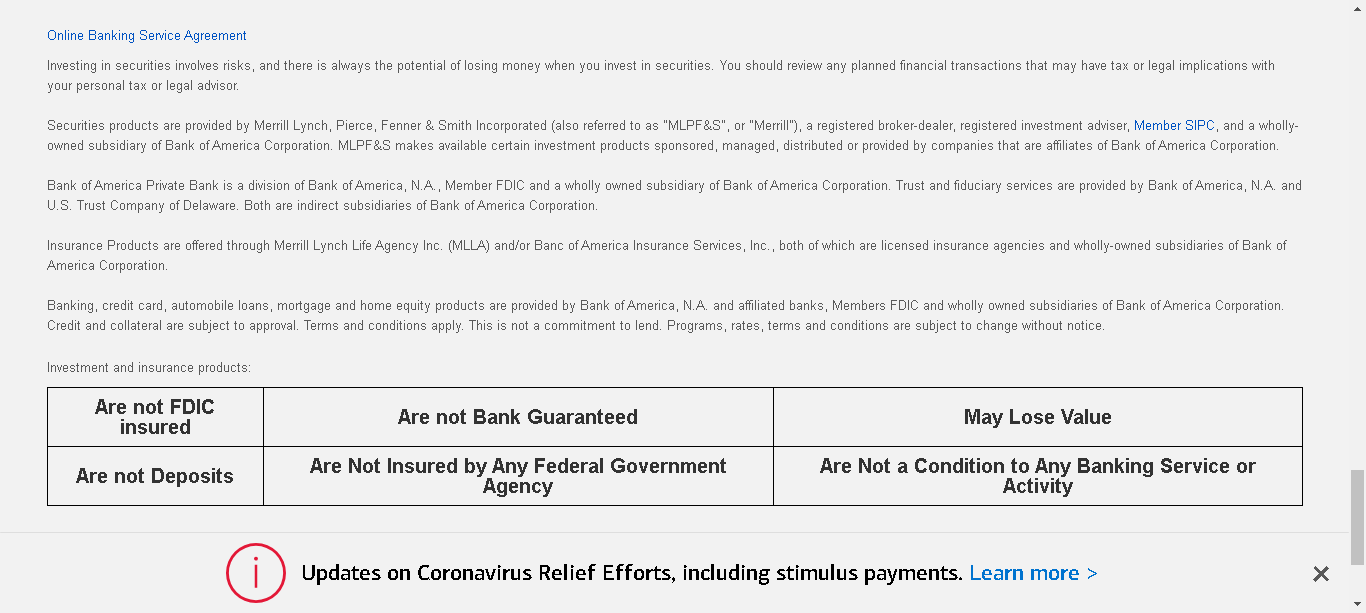 Online Banking Service Agreement
Investing in securities involves risks, and there is always the potential of losing money when you invest in securities. You should review any planned financial transactions that may have tax or legal implications with
your personal tax or legal advisor.
Securities products are provided by Merrill Lynch, Pierce, Fenner & Smith Incorporated (also referred to as "MLPF&S", or "Merrill"), a registered broker-dealer, registered investment adviser, Member SIPC, and a wholly-
owned subsidiary of Bank of America Corporation. MLPF&S makes available certain investment products sponsored, managed, distributed or provided by companies that are affiliates of Bank of America Corporation.
Bank of America Private Bank is a division of Bank of America, N.A., Member FDIC and a wholly owned subsidiary of Bank of America Corporation. Trust and fiduciary services are provided by Bank of America, N.A. and
U.S. Trust Company of Delaware. Both are indirect subsidiaries of Bank of America Corporation.
Insurance Products are offered through Merrill Lynch Life Agency Inc. (MLLA) and/or Banc of America Insurance Services, Inc., both of which are licensed insurance agencies and wholly-owned subsidiaries of Bank of
America Corporation.
Banking, credit card, automobile loans, mortgage and home equity products are provided by Bank of America, N.A. and affiliated banks, Members FDIC and wholly owned subsidiaries of Bank of America Corporation.
Credit and collateral are subject to approval. Terms and conditions apply. This is not a commitment to lend. Programs, rates, terms and conditions are subject to change without notice.
Investment and insurance products:
Are not FDIC
insured
Are not Bank Guaranteed
May Lose Value
Are not Deposits
Are Not Insured by Any Federal Government
Agency
Are Not a Condition to Any Banking Service or
Activity
Updates on Coronavirus Relief Efforts, including stimulus payments. Learn more >